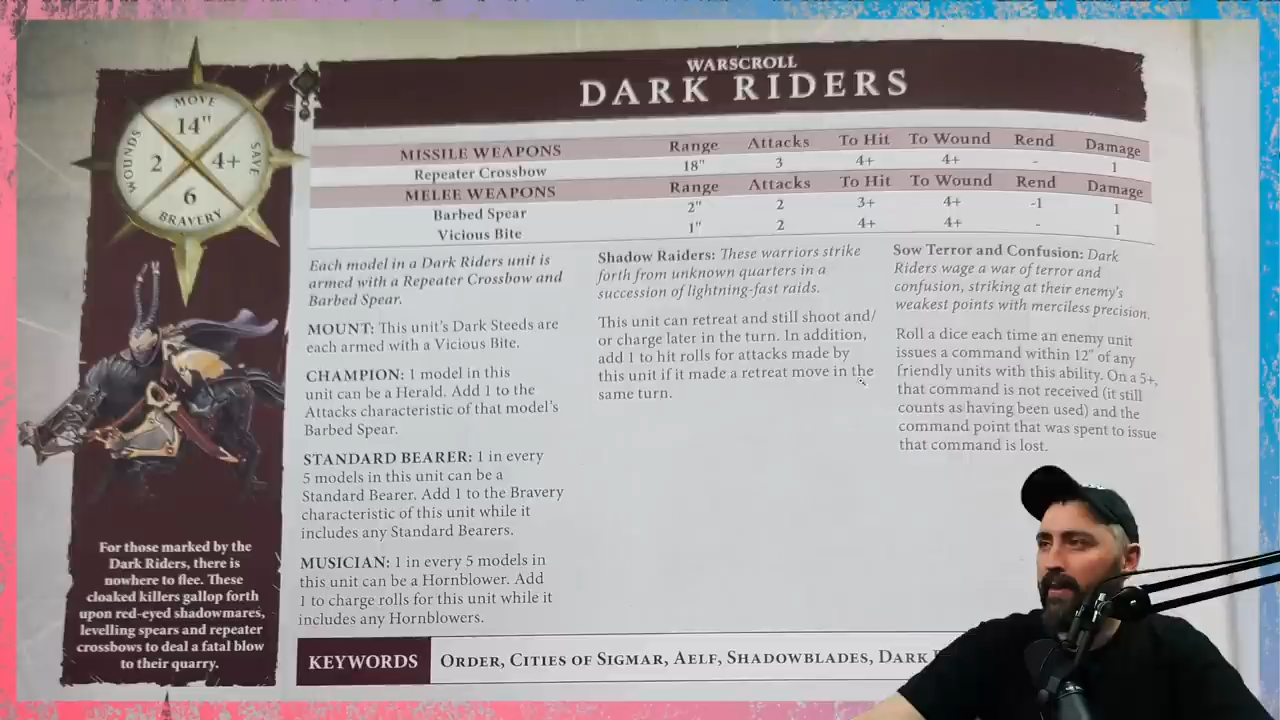 WARSCROLL
DARK RIDERS
MOVE
14"
WOUNDS
2
4+
SAVE
6
BRAVERY
MISSILE WEAPONS Range Attacks To Hit To Wound Rend Damage
Repeater Crossbow 18" 3 4+ 4+ - 1
MELEE WEAPONS Range Attacks To Hit To Wound Rend Damage
Barbed Spear 2" 2 3+ 4+ -1 1
Vicious Bite 1" 2 4+ 4+ - 1
Each model in a Dark Riders unit is
armed with a Repeater Crossbow and
Barbed Spear.
MOUNT: This unit's Dark Steeds are
each armed with a Vicious Bite.
CHAMPION: 1 model in this
unit can be a Herald. Add 1 to the
Attacks characteristic of that model's
Barbed Spear.
STANDARD BEARER: 1 in every
5 models in this unit can be a
Standard Bearer. Add 1 to the Bravery
characteristic of this unit while it
includes any Standard Bearers.
MUSICIAN: 1 in every 5 models in
this unit can be a Hornblower. Add
1 to charge rolls for this unit while it
includes any Hornblowers.
Shadow Raiders: These warriors strike
forth from unknown quarters in a
succession of lightning-fast raids.
This unit can retreat and still shoot and/
or charge later in the turn. In addition,
add 1 to hit rolls for attacks made by
this unit if it made a retreat move in the
same turn.
Sow Terror and Confusion: Dark
Riders wage a war of terror and
confusion, striking at their enemy's
weakest points with merciless precision.
Roll a dice each time an enemy unit
issues a command within 12" of any
friendly units with this ability. On a 5+,
that command is not received (it still
counts as having been used) and the
command point that was spent to issue
that command is lost.
For those marked by the
Dark Riders, there is
nowhere to flee. These
cloaked killers gallop forth
upon red-eyed shadowmares,
levelling spears and repeater
crossbows to deal a fatal blow
to their quarry.
KEYWORDS ORDER, CITIES OF SIGMAR, AELF, SHADOWBLADES, DARK